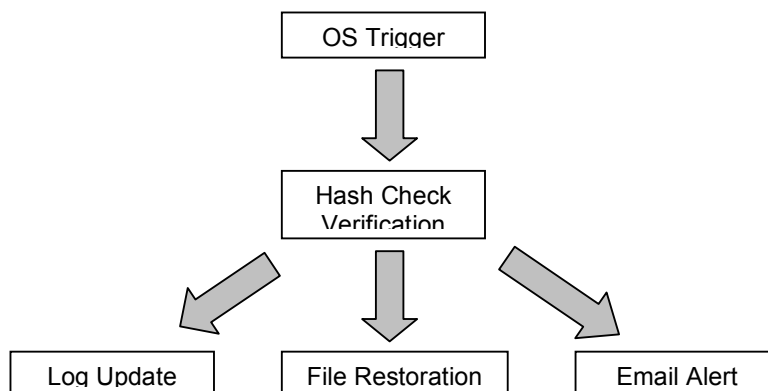 OS Trigger
Hash Check
Verification
Log Update
File Restoration
Email Alert